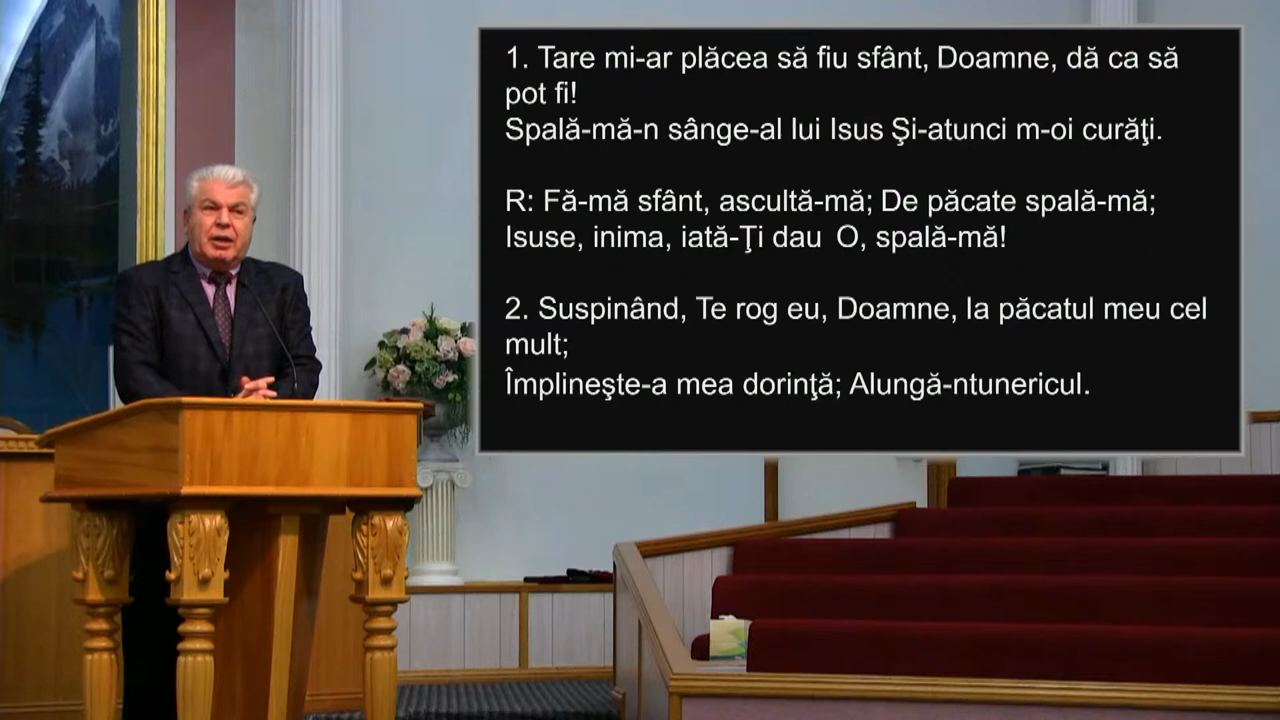 1. Tare mi-ar plăcea să fiu sfânt, Doamne, dă ca să
pot fi!
Spală-mă-n sânge-al lui Isus Şi-atunci m-oi curăţi.
R: Fă-mă sfânt, ascultă-mă; De păcate spală-mă;
Isuse, inima, iată-Ţi dau O, spală-mă!
2. Suspinând, Te rog eu, Doamne, Ia păcatul meu cel
mult;
Împlineşte-a mea dorinţă; Alungă-ntunericul.